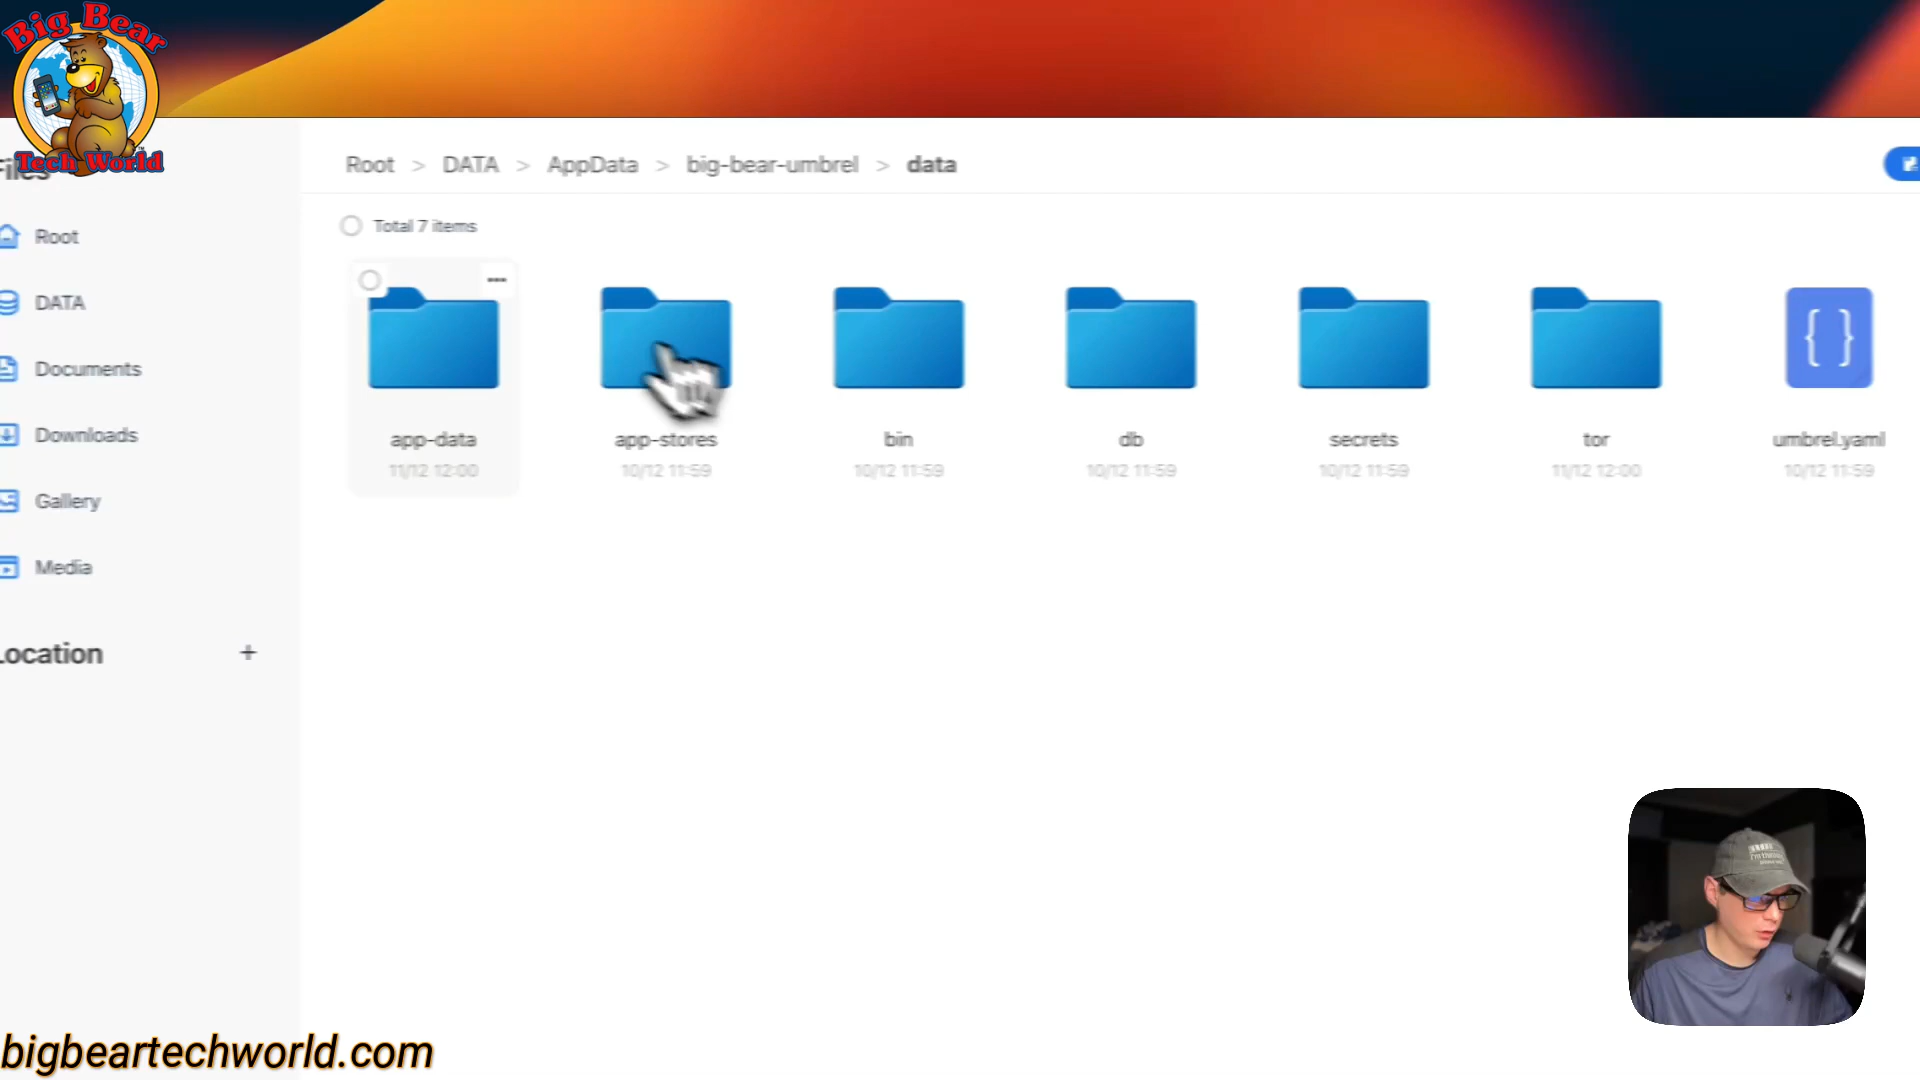 Big Bear
Tech World
Files
Root > DATA > AppData > big-bear-umbrel > data
Root
DATA
Documents
Downloads
Gallery
Media
Location +
Total 7 items
app-data
11/12 12:00
app-stores
10/12 11:59
bin
10/12 11:59
db
10/12 11:59
secrets
10/12 11:59
tor
11/12 12:00
umbrel.yaml
10/12 11:59
bigbeartechworld.com